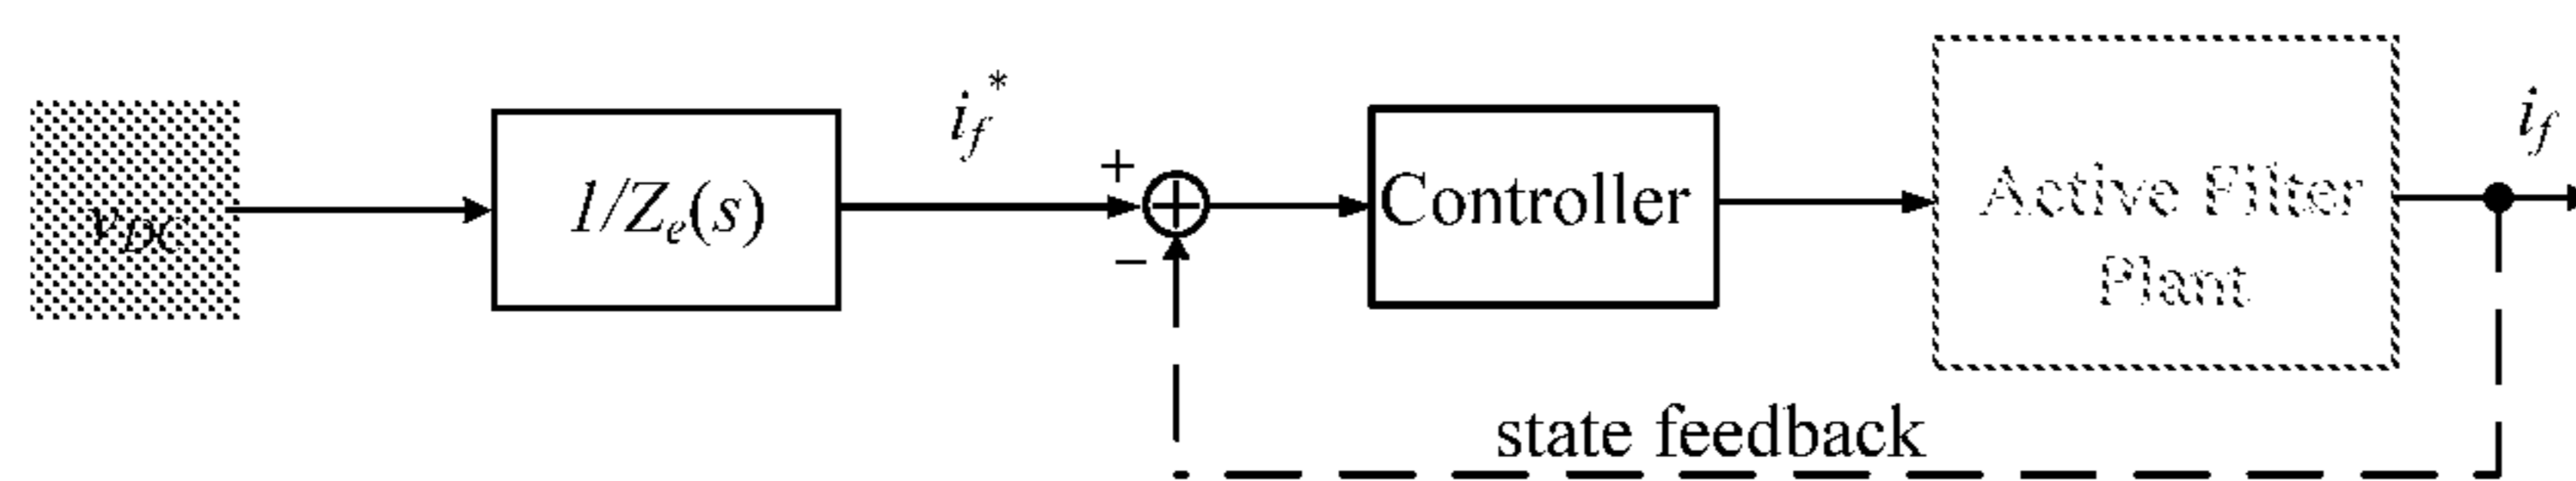 v_DC
1/Z_e(s)
i_f^*
+
−
Controller
Active Filter
Plant
i_f
state feedback